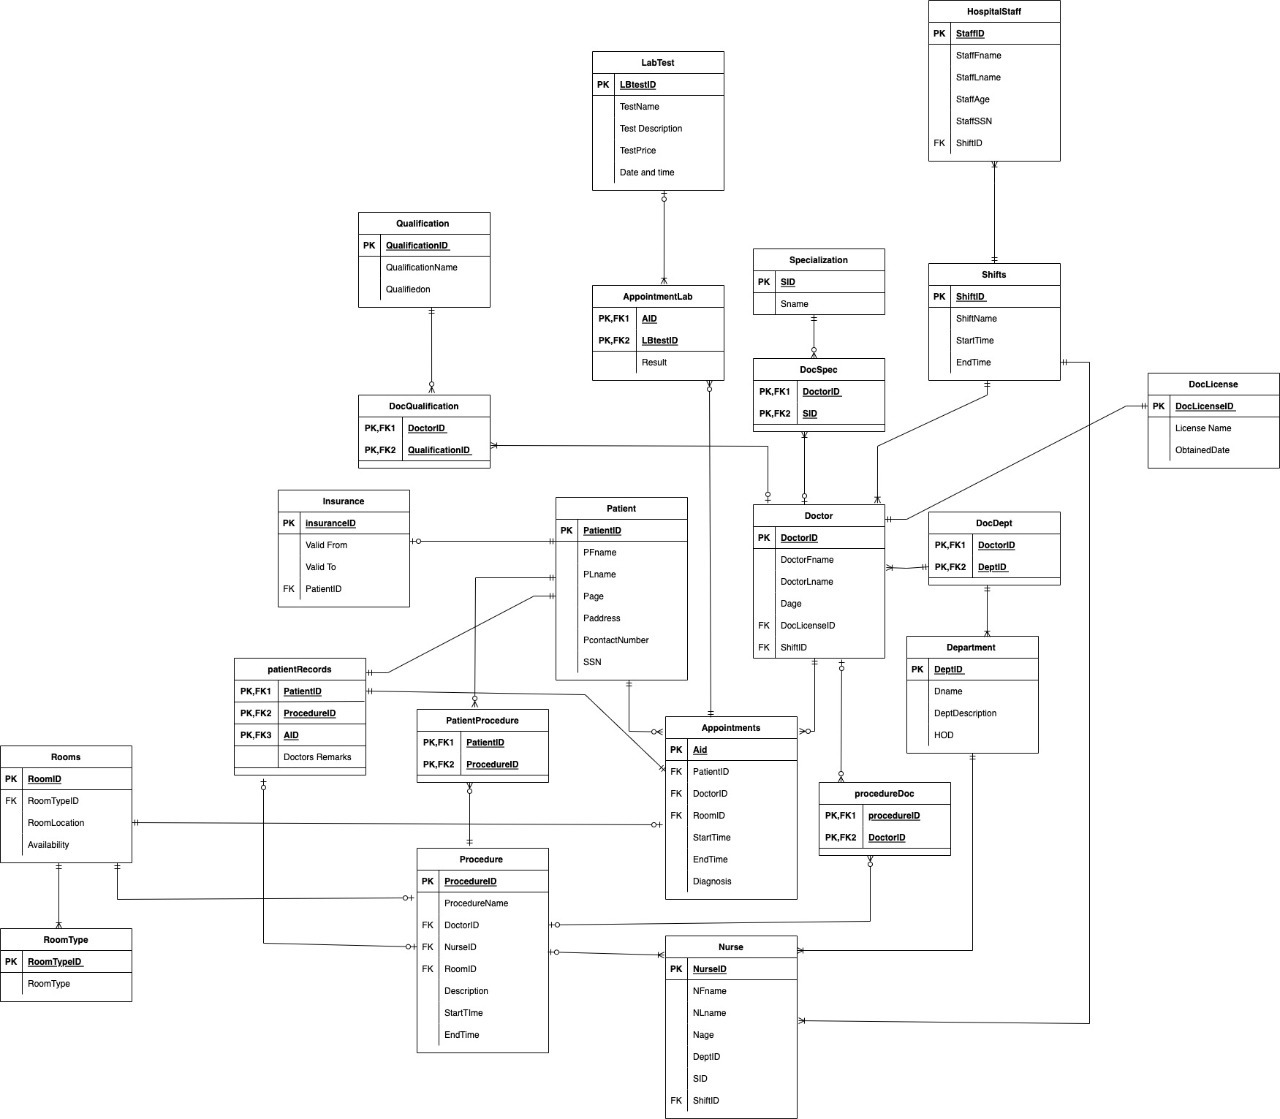 HospitalStaff
PK StaffID
StaffFname
StaffLname
StaffAge
StaffSSN
FK ShiftID
LabTest
PK LBtestID
TestName
Test Description
TestPrice
Date and time
Qualification
PK QualificationID
QualificationName
Qualifiedon
Specialization
PK SID
Sname
Shifts
PK ShiftID
ShiftName
StartTime
EndTime
AppointmentLab
PK,FK1 AID
PK,FK2 LBtestID
Result
DocSpec
PK,FK1 DoctorID
PK,FK2 SID
DocLicense
PK DocLicenseID
License Name
ObtainedDate
DocQualification
PK,FK1 DoctorID
PK,FK2 QualificationID
Insurance
PK insuranceID
Valid From
Valid To
FK PatientID
Patient
PK PatientID
PFname
PLname
Page
Paddress
PcontactNumber
SSN
Doctor
PK DoctorID
DoctorFname
DoctorLname
Dage
FK DocLicenseID
FK ShiftID
DocDept
PK,FK1 DoctorID
PK,FK2 DeptID
Department
PK DeptID
Dname
DeptDescription
HOD
patientRecords
PK,FK1 PatientID
PK,FK2 ProcedureID
PK,FK3 AID
Doctors Remarks
PatientProcedure
PK,FK1 PatientID
PK,FK2 ProcedureID
Appointments
PK Aid
FK PatientID
FK DoctorID
FK RoomID
StartTime
EndTime
Diagnosis
Rooms
PK RoomID
FK RoomTypeID
RoomLocation
Availability
procedureDoc
PK,FK1 procedureID
PK,FK2 DoctorID
Procedure
PK ProcedureID
ProcedureName
FK DoctorID
FK NurseID
FK RoomID
Description
StartTIme
EndTime
RoomType
PK RoomTypeID
RoomType
Nurse
PK NurseID
NFname
NLname
Nage
DeptID
SID
FK ShiftID